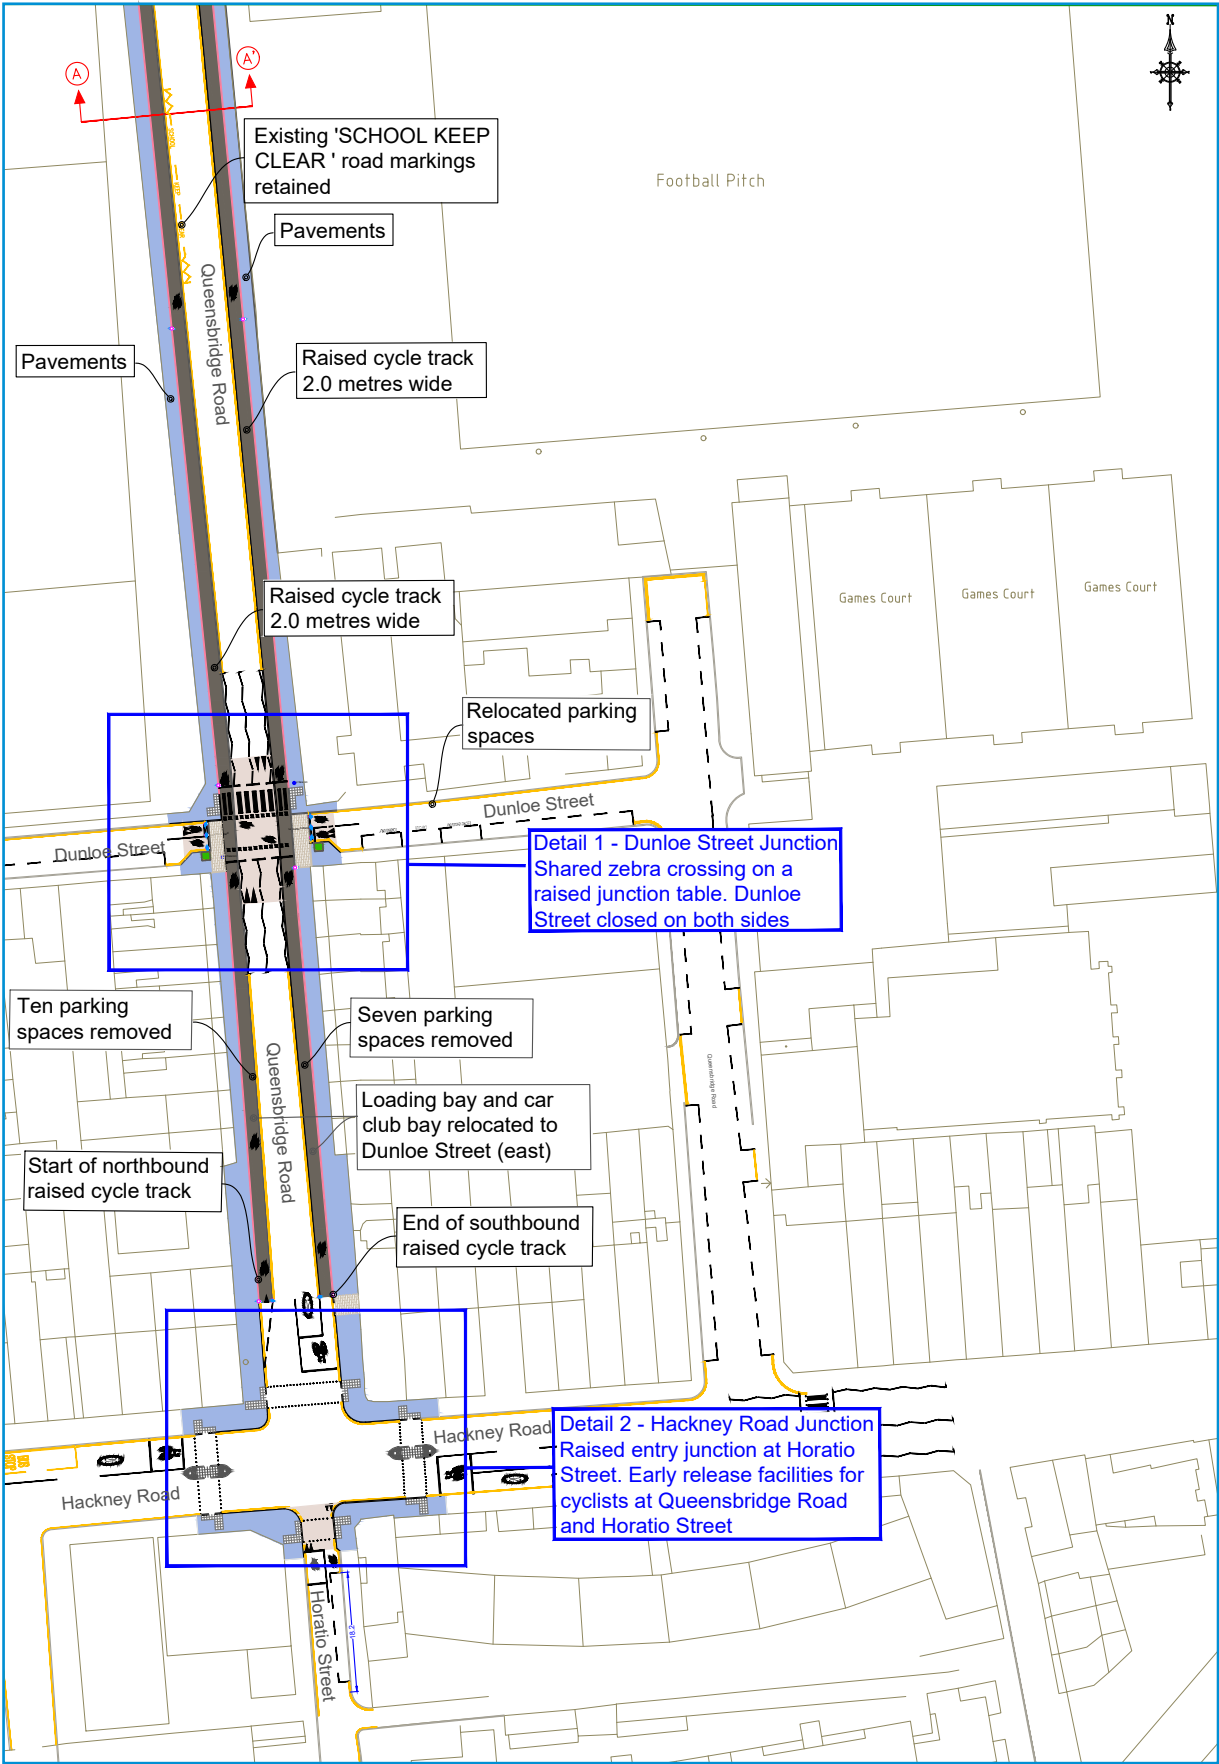 N
A
A'
Existing 'SCHOOL KEEP
CLEAR ' road markings
retained
Football Pitch
Pavements
Queensbridge Road
Pavements
Raised cycle track
2.0 metres wide
Games Court
Games Court
Games Court
Raised cycle track
2.0 metres wide
Relocated parking
spaces
Dunloe Street
Dunloe Street
Detail 1 - Dunloe Street Junction
Shared zebra crossing on a
raised junction table. Dunloe
Street closed on both sides
Ten parking
spaces removed
Seven parking
spaces removed
Queensbridge Road
Queensbridge Road
Loading bay and car
club bay relocated to
Dunloe Street (east)
Start of northbound
raised cycle track
End of southbound
raised cycle track
Hackney Road
Detail 2 - Hackney Road Junction
Raised entry junction at Horatio
Street. Early release facilities for
cyclists at Queensbridge Road
and Horatio Street
Hackney Road
Horatio Street